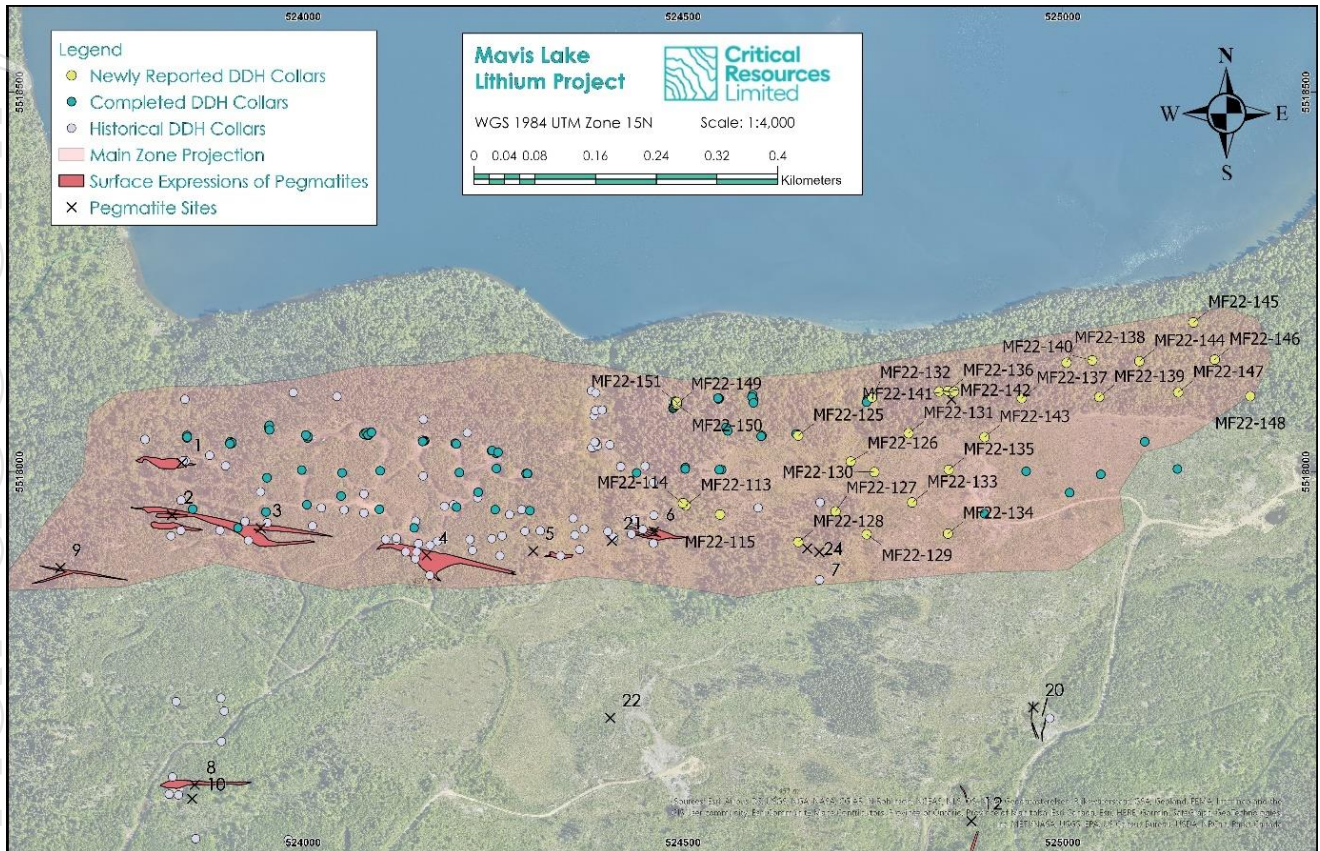 524000
524500
525000
Legend
Newly Reported DDH Collars
Completed DDH Collars
Historical DDH Collars
Main Zone Projection
Surface Expressions of Pegmatites
Pegmatite Sites
Mavis Lake
Lithium Project
Critical
Resources
Limited
WGS 1984 UTM Zone 15N
Scale: 1:4,000
0 0.04 0.08 0.16 0.24 0.32 0.4
Kilometers
N
W E
S
5518500
5518500
MF22-145
MF22-138
MF22-144
MF22-146
MF22-140
MF22-132
MF22-136
MF22-151
MF22-149
MF22-141
MF22-142
MF22-137
MF22-139
MF22-147
MF22-150
MF22-125
MF22-131
MF22-143
MF22-148
MF22-126
MF22-135
1
MF22-130
5518000
5518000
MF22-114
MF22-113
MF22-127
MF22-133
2
3
21
6
MF22-128
MF22-134
MF22-115
5
24
MF22-129
4
9
7
20
22
8
10
12
524000
524500
525000